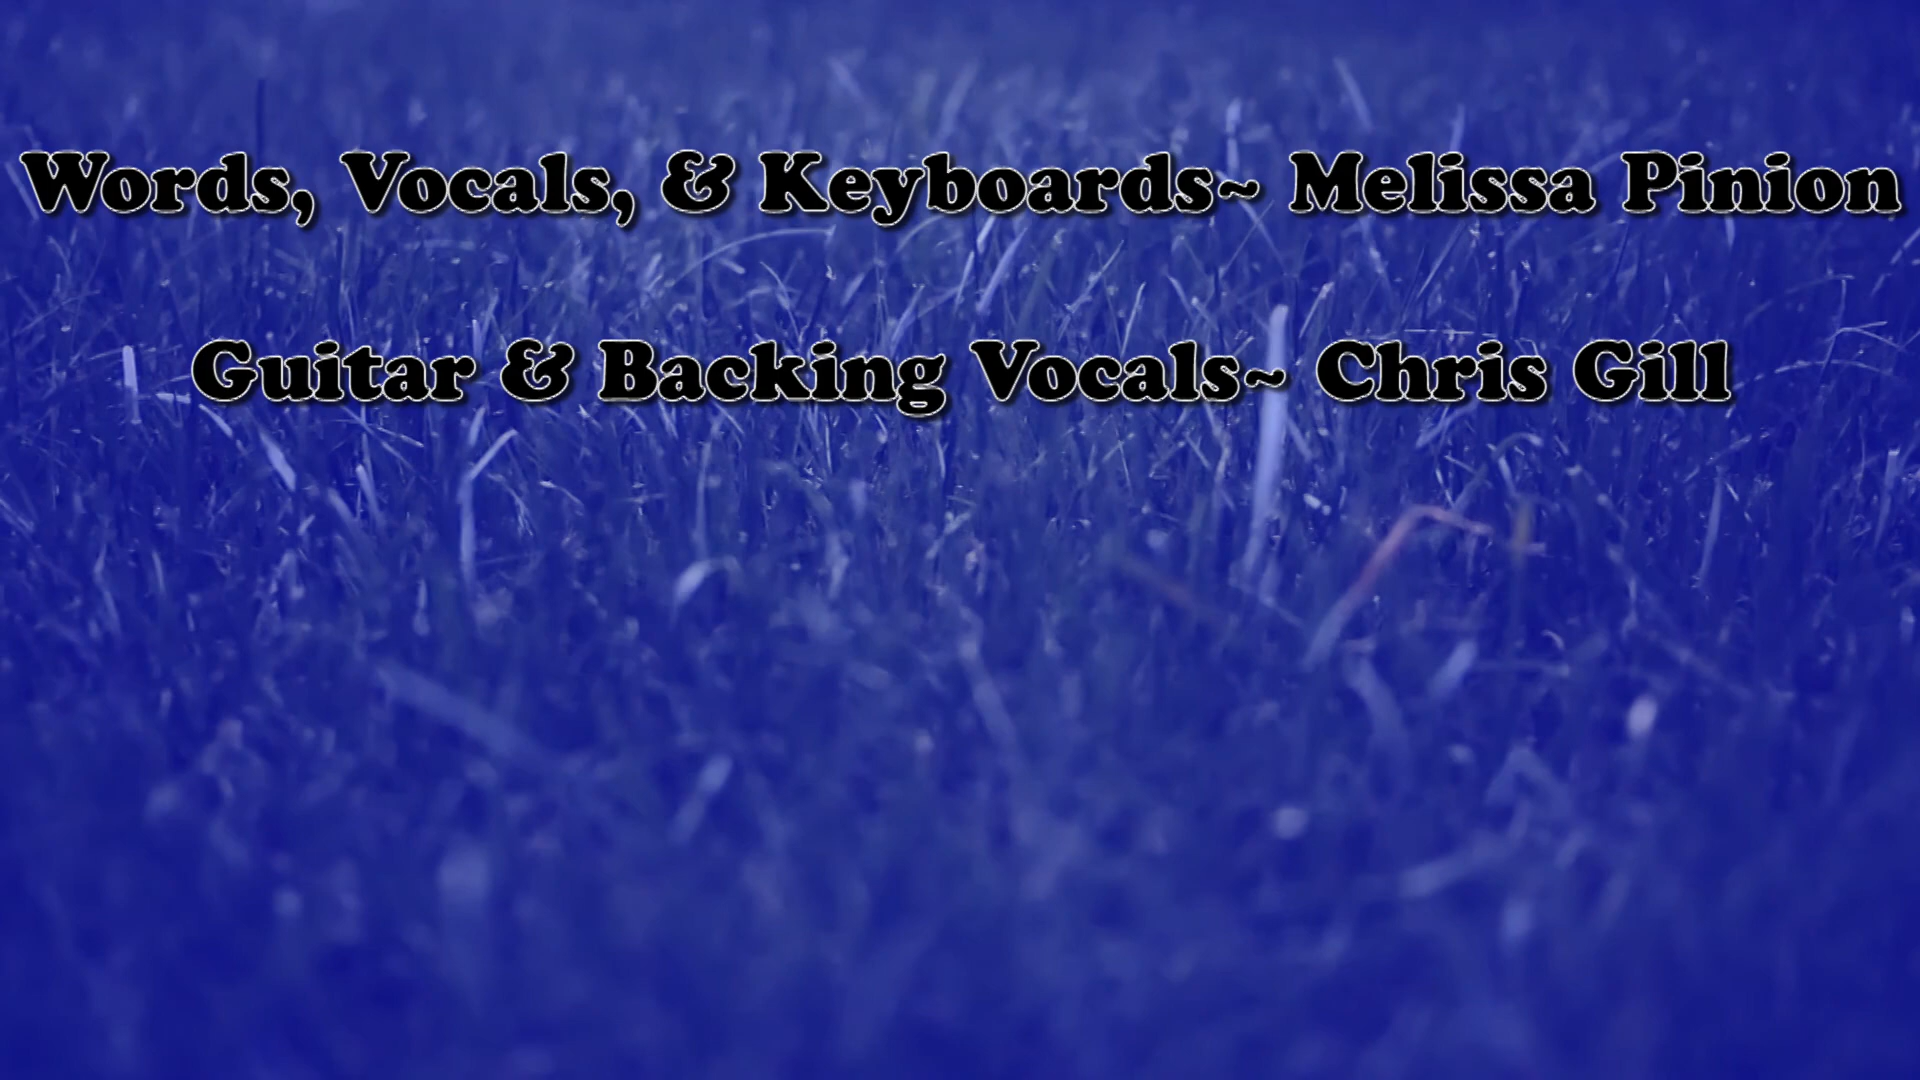 Words, Vocals, & Keyboards~ Melissa Pinion
Guitar & Backing Vocals~ Chris Gill